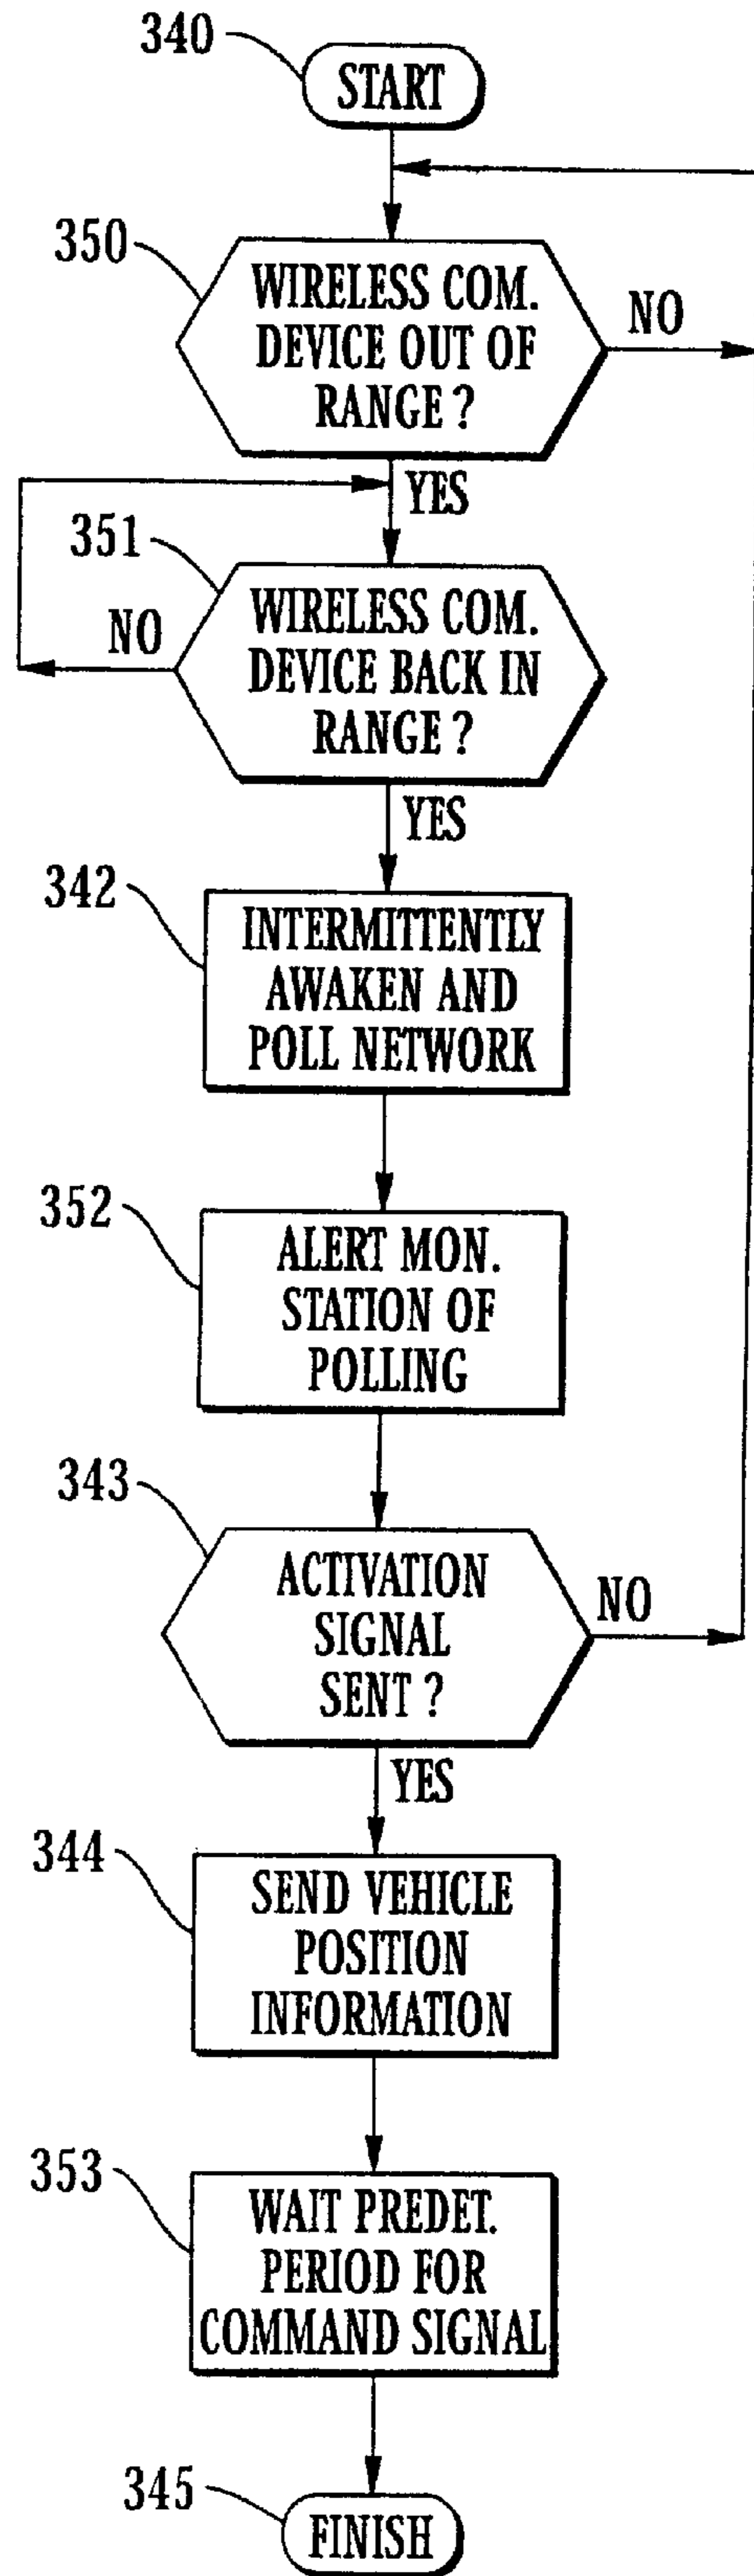 340
START
350
WIRELESS COM.
DEVICE OUT OF
RANGE ?
NO
YES
351
WIRELESS COM.
DEVICE BACK IN
RANGE ?
NO
YES
342
INTERMITTENTLY
AWAKEN AND
POLL NETWORK
352
ALERT MON.
STATION OF
POLLING
343
ACTIVATION
SIGNAL
SENT ?
NO
YES
344
SEND VEHICLE
POSITION
INFORMATION
353
WAIT PREDET.
PERIOD FOR
COMMAND SIGNAL
345
FINISH